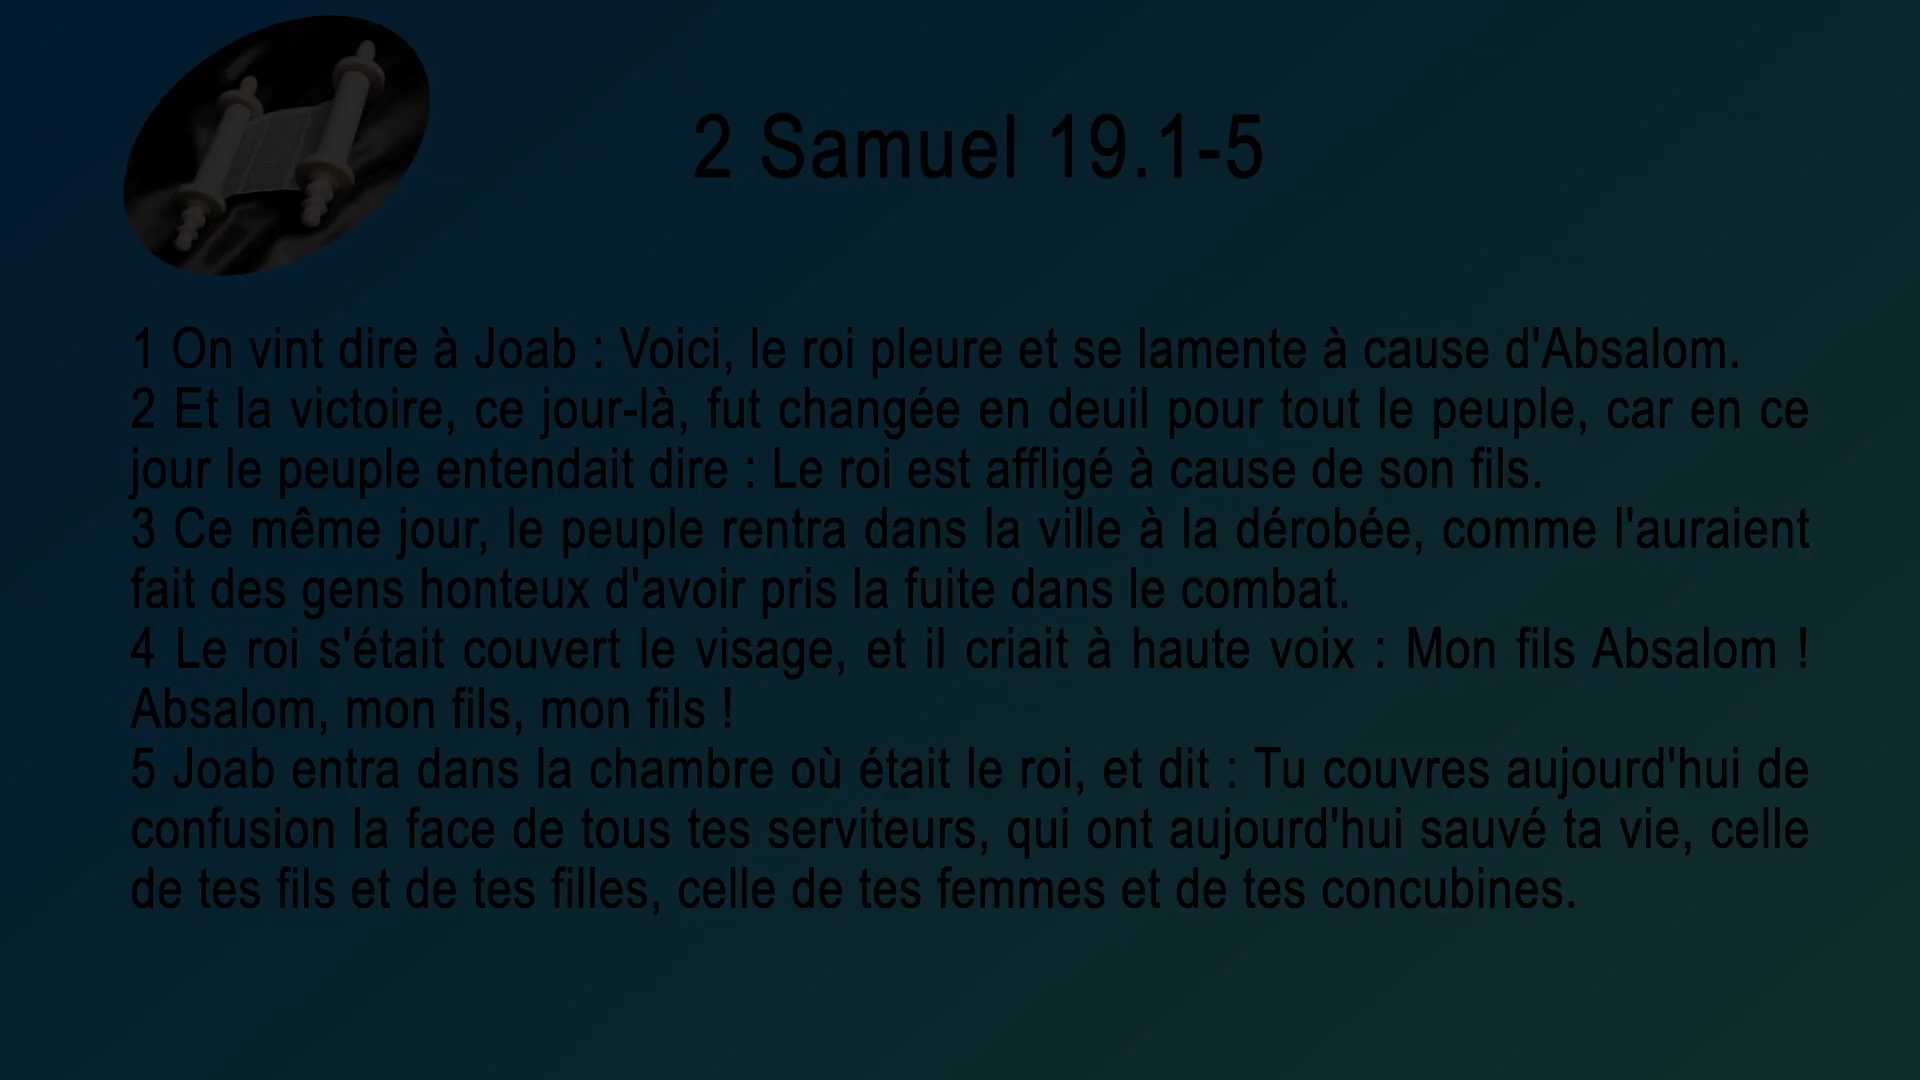 2 Samuel 19.1-5
1 On vint dire à Joab : Voici, le roi pleure et se lamente à cause d'Absalom.
2 Et la victoire, ce jour-là, fut changée en deuil pour tout le peuple, car en ce
jour le peuple entendait dire : Le roi est affligé à cause de son fils.
3 Ce même jour, le peuple rentra dans la ville à la dérobée, comme l'auraient
fait des gens honteux d'avoir pris la fuite dans le combat.
4 Le roi s'était couvert le visage, et il criait à haute voix : Mon fils Absalom !
Absalom, mon fils, mon fils !
5 Joab entra dans la chambre où était le roi, et dit : Tu couvres aujourd'hui de
confusion la face de tous tes serviteurs, qui ont aujourd'hui sauvé ta vie, celle
de tes fils et de tes filles, celle de tes femmes et de tes concubines.